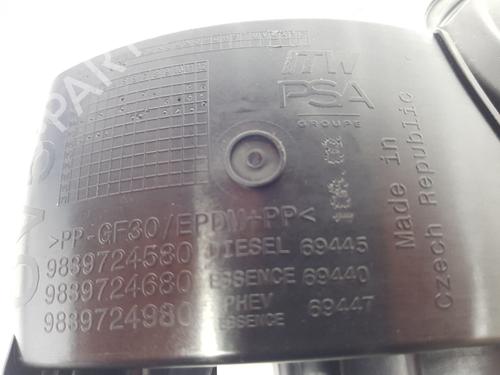 ITW
PSA
GROUPE
Made in
Czech Republic
>PP-GF30/EPDM+PP<
9839724580 DIESEL 69445
9839724680 ESSENCE 69440
9839724980 PHEV ESSENCE 69447